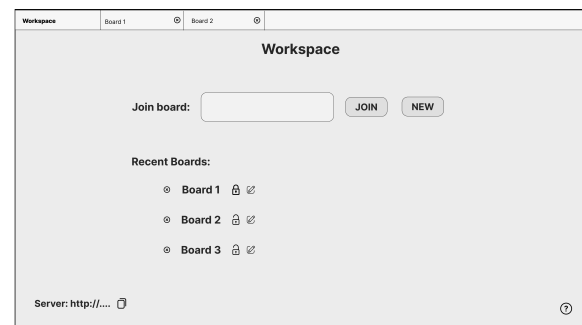 Workspace Board 1 Board 2
Workspace
Join board: JOIN NEW
Recent Boards:
Board 1
Board 2
Board 3
Server: http://.... ?